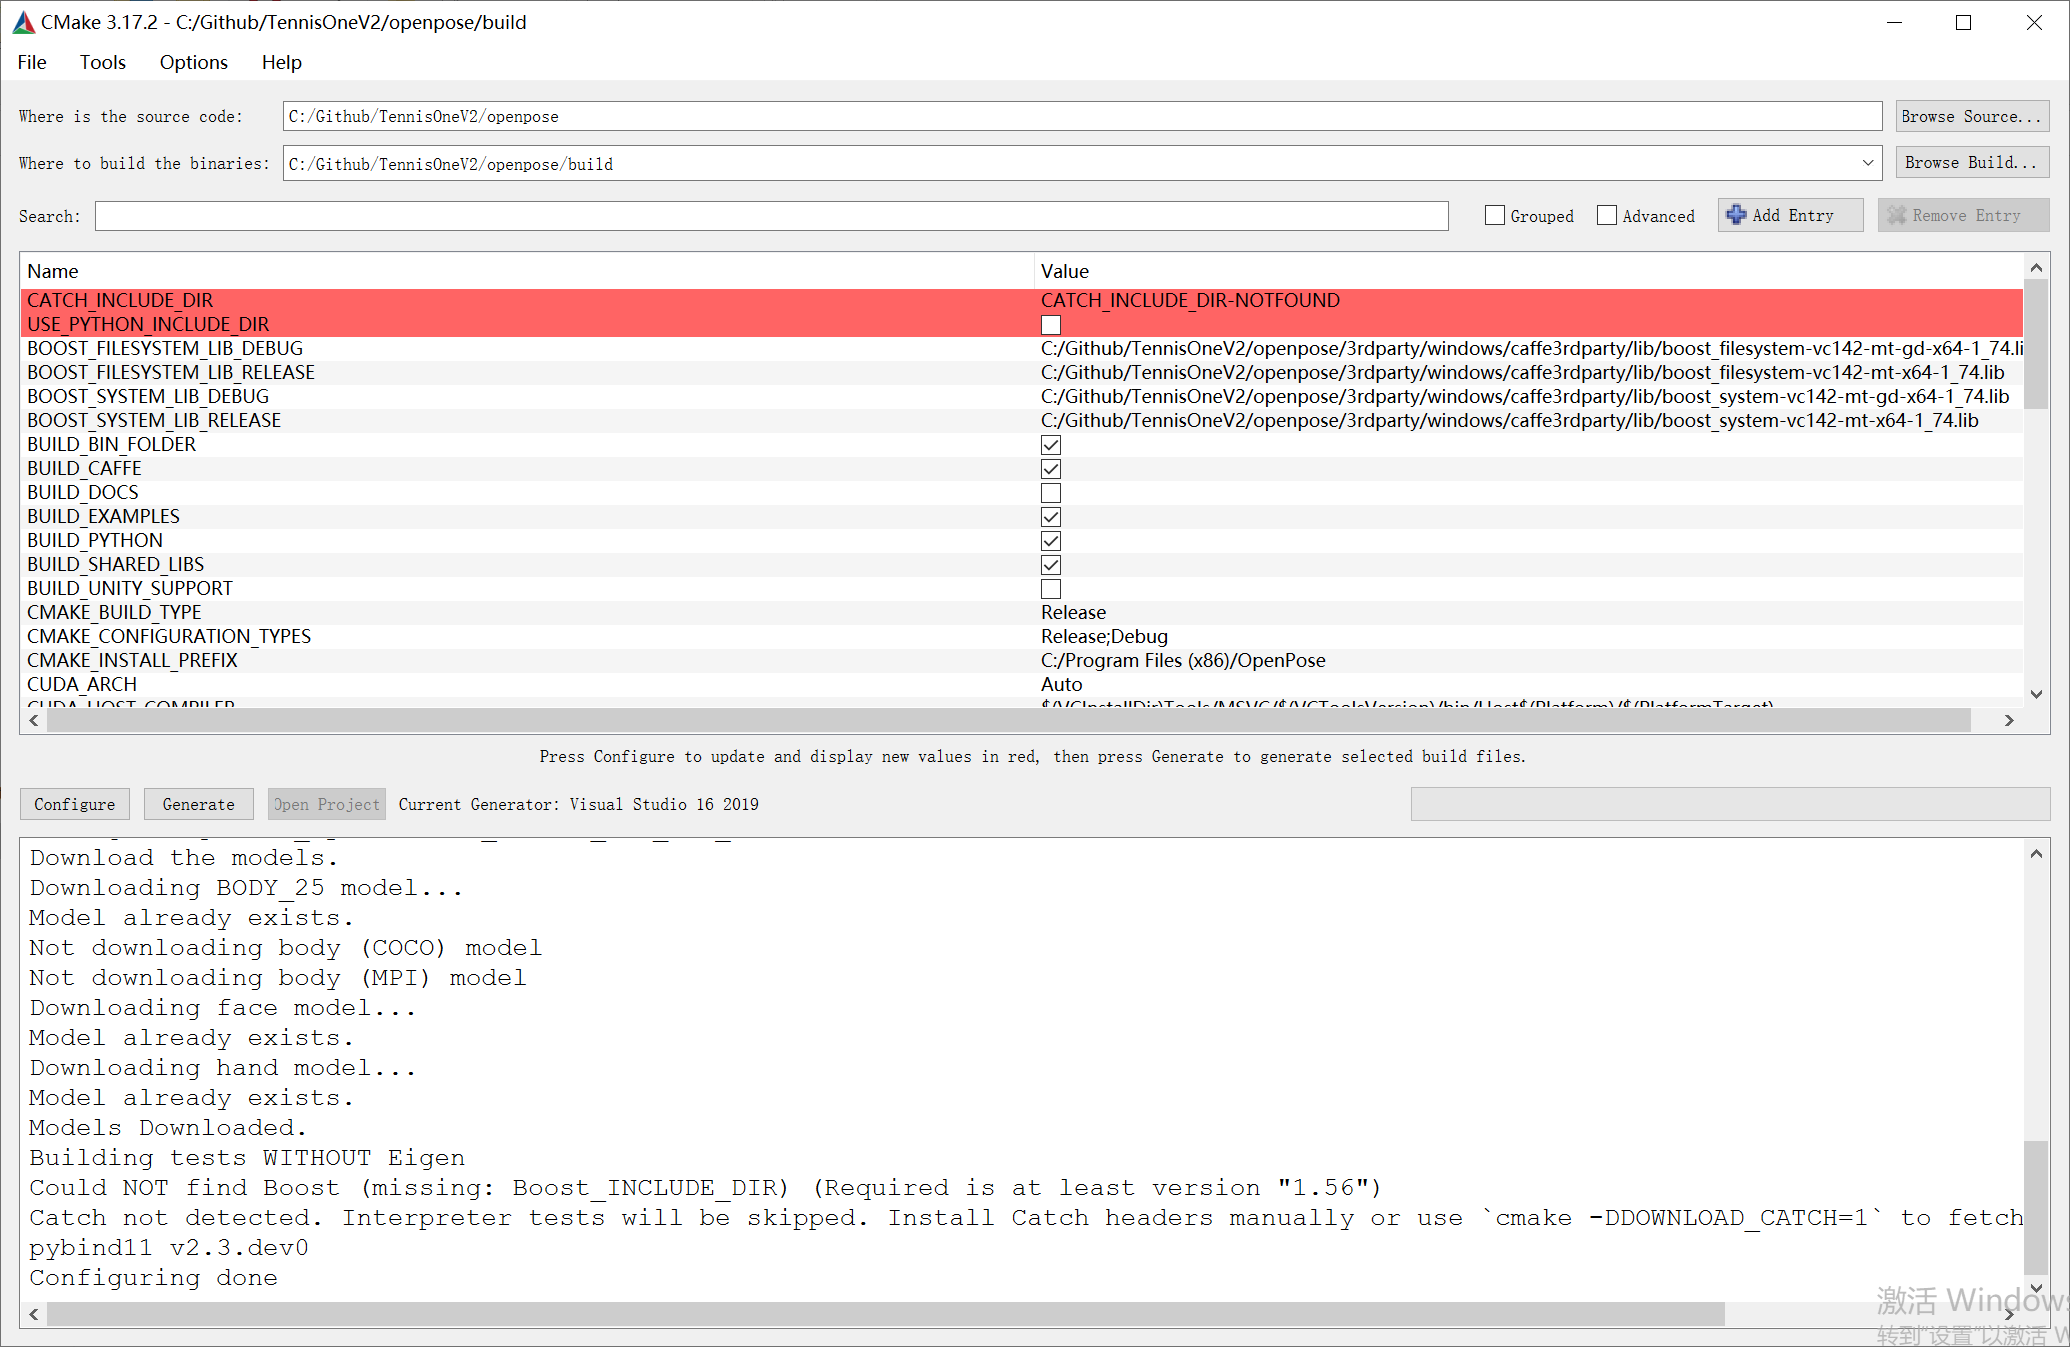 CMake 3.17.2 - C:/Github/TennisOneV2/openpose/build
File Tools Options Help
Where is the source code: C:/Github/TennisOneV2/openpose Browse Source...
Where to build the binaries: C:/Github/TennisOneV2/openpose/build Browse Build...
Search: Grouped Advanced Add Entry Remove Entry
Name Value
CATCH_INCLUDE_DIR CATCH_INCLUDE_DIR-NOTFOUND
USE_PYTHON_INCLUDE_DIR
BOOST_FILESYSTEM_LIB_DEBUG C:/Github/TennisOneV2/openpose/3rdparty/windows/caffe3rdparty/lib/boost_filesystem-vc142-mt-gd-x64-1_74.li
BOOST_FILESYSTEM_LIB_RELEASE C:/Github/TennisOneV2/openpose/3rdparty/windows/caffe3rdparty/lib/boost_filesystem-vc142-mt-x64-1_74.lib
BOOST_SYSTEM_LIB_DEBUG C:/Github/TennisOneV2/openpose/3rdparty/windows/caffe3rdparty/lib/boost_system-vc142-mt-gd-x64-1_74.lib
BOOST_SYSTEM_LIB_RELEASE C:/Github/TennisOneV2/openpose/3rdparty/windows/caffe3rdparty/lib/boost_system-vc142-mt-x64-1_74.lib
BUILD_BIN_FOLDER
BUILD_CAFFE
BUILD_DOCS
BUILD_EXAMPLES
BUILD_PYTHON
BUILD_SHARED_LIBS
BUILD_UNITY_SUPPORT
CMAKE_BUILD_TYPE Release
CMAKE_CONFIGURATION_TYPES Release;Debug
CMAKE_INSTALL_PREFIX C:/Program Files (x86)/OpenPose
CUDA_ARCH Auto
CUDA_HOST_COMPILER $(VCInstallDir)Tools/MSVC/$(VCToolsVersion)/bin/Host$(Platform)/$(PlatformTarget)
Press Configure to update and display new values in red, then press Generate to generate selected build files.
Configure Generate Open Project Current Generator: Visual Studio 16 2019
Download the models.
Downloading BODY_25 model...
Model already exists.
Not downloading body (COCO) model
Not downloading body (MPI) model
Downloading face model...
Model already exists.
Downloading hand model...
Model already exists.
Models Downloaded.
Building tests WITHOUT Eigen
Could NOT find Boost (missing: Boost_INCLUDE_DIR) (Required is at least version "1.56")
Catch not detected. Interpreter tests will be skipped. Install Catch headers manually or use `cmake -DDOWNLOAD_CATCH=1` to fetch
pybind11 v2.3.dev0
Configuring done
激活 Windows
转到"设置"以激活 W